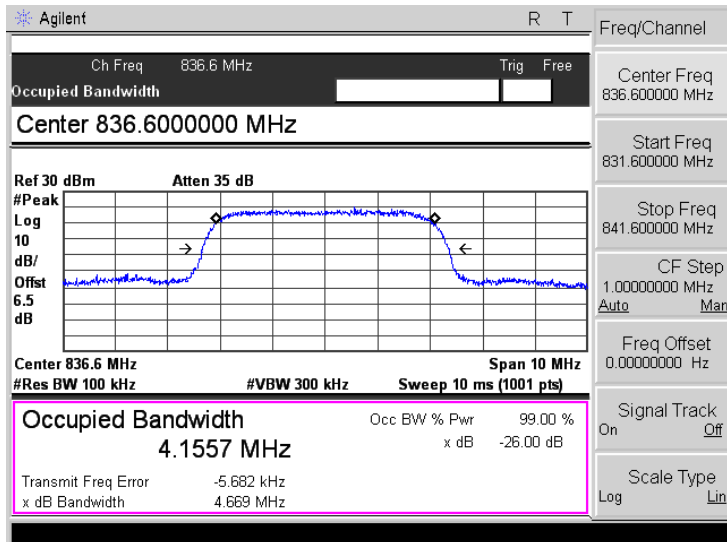 Agilent
R T
Ch Freq 836.6 MHz Trig Free
Occupied Bandwidth
Center 836.6000000 MHz
Ref 30 dBm Atten 35 dB
#Peak
Log
10
dB/
Offst
6.5
dB
Center 836.6 MHz Span 10 MHz
#Res BW 100 kHz #VBW 300 kHz Sweep 10 ms (1001 pts)
Occupied Bandwidth Occ BW % Pwr 99.00 %
4.1557 MHz x dB -26.00 dB
Transmit Freq Error -5.682 kHz
x dB Bandwidth 4.669 MHz
Freq/Channel
Center Freq
836.600000 MHz
Start Freq
831.600000 MHz
Stop Freq
841.600000 MHz
CF Step
1.00000000 MHz
Auto Man
Freq Offset
0.00000000 Hz
Signal Track
On Off
Scale Type
Log Lin